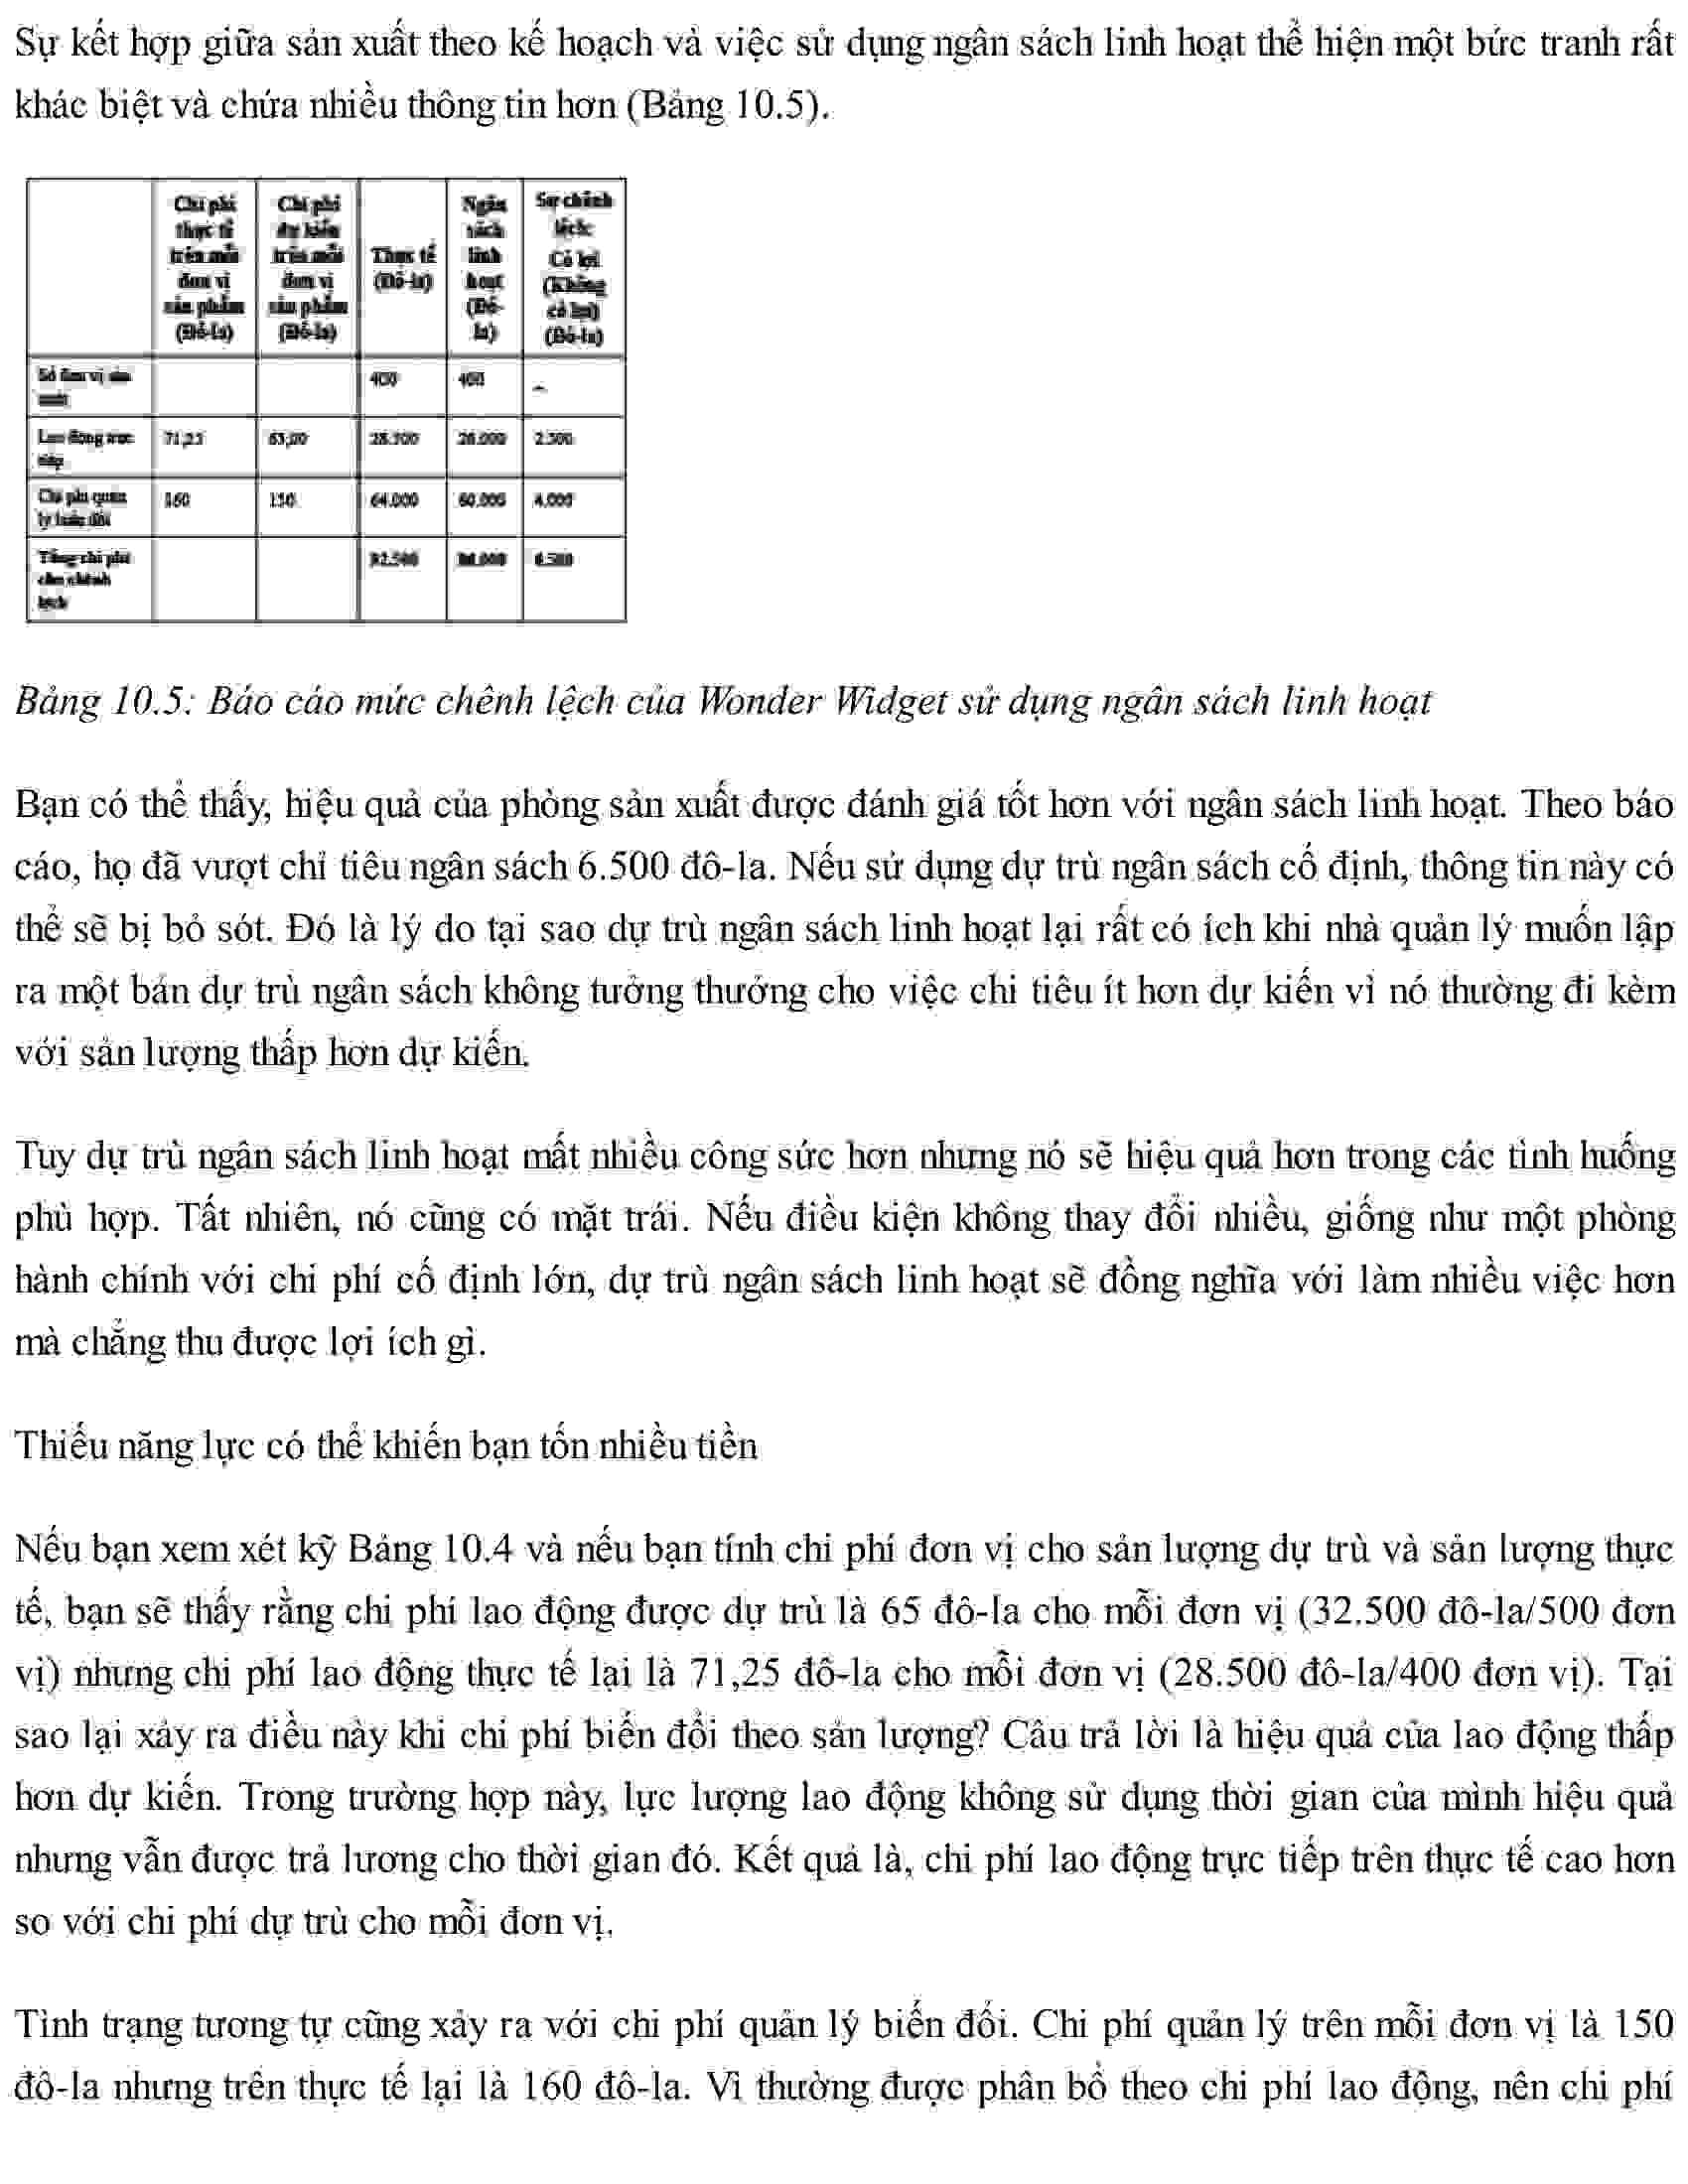 Sự kết hợp giữa sản xuất theo kế hoạch và việc sử dụng ngân sách linh hoạt thể hiện một bức tranh rất
khác biệt và chứa nhiều thông tin hơn (Bảng 10.5).
Chi phí thực tế trên mỗi đơn vị sản phẩm (Đô-la)
Chi phí dự kiến trên mỗi đơn vị sản phẩm (Đô-la)
Thực tế (Đô-la)
Ngân sách linh hoạt (Đô-la)
Sự chênh lệch: Có lợi (Không có lợi) (Đô-la)
Số đơn vị sản 400 400
Lao động trực tiếp 71,25 28.500 26.000 2.500
Chi phí quản lý biến đổi 160 150 64.000 60.000 4.000
Tổng chi phí 92.500 6.500
Bảng 10.5: Báo cáo mức chênh lệch của Wonder Widget sử dụng ngân sách linh hoạt
Bạn có thể thấy, hiệu quả của phòng sản xuất được đánh giá tốt hơn với ngân sách linh hoạt. Theo báo
cáo, họ đã vượt chỉ tiêu ngân sách 6.500 đô-la. Nếu sử dụng dự trù ngân sách cố định, thông tin này có
thể sẽ bị bỏ sót. Đó là lý do tại sao dự trù ngân sách linh hoạt lại rất có ích khi nhà quản lý muốn lập
ra một bản dự trù ngân sách không tưởng thưởng cho việc chi tiêu ít hơn dự kiến vì nó thường đi kèm
với sản lượng thấp hơn dự kiến.
Tuy dự trù ngân sách linh hoạt mất nhiều công sức hơn nhưng nó sẽ hiệu quả hơn trong các tình huống
phù hợp. Tất nhiên, nó cũng có mặt trái. Nếu điều kiện không thay đổi nhiều, giống như một phòng
hành chính với chi phí cố định lớn, dự trù ngân sách linh hoạt sẽ đồng nghĩa với làm nhiều việc hơn
mà chẳng thu được lợi ích gì.
Thiếu năng lực có thể khiến bạn tốn nhiều tiền
Nếu bạn xem xét kỹ Bảng 10.4 và nếu bạn tính chi phí đơn vị cho sản lượng dự trù và sản lượng thực
tế, bạn sẽ thấy rằng chi phí lao động được dự trù là 65 đô-la cho mỗi đơn vị (32.500 đô-la/500 đơn
vị) nhưng chi phí lao động thực tế lại là 71,25 đô-la cho mỗi đơn vị (28.500 đô-la/400 đơn vị). Tại
sao lại xảy ra điều này khi chi phí biến đổi theo sản lượng? Câu trả lời là hiệu quả của lao động thấp
hơn dự kiến. Trong trường hợp này, lực lượng lao động không sử dụng thời gian của mình hiệu quả
nhưng vẫn được trả lương cho thời gian đó. Kết quả là, chi phí lao động trực tiếp trên thực tế cao hơn
so với chi phí dự trù cho mỗi đơn vị.
Tình trạng tương tự cũng xảy ra với chi phí quản lý biến đổi. Chi phí quản lý trên mỗi đơn vị là 150
đô-la nhưng trên thực tế lại là 160 đô-la. Vì thường được phân bổ theo chi phí lao động, nên chi phí